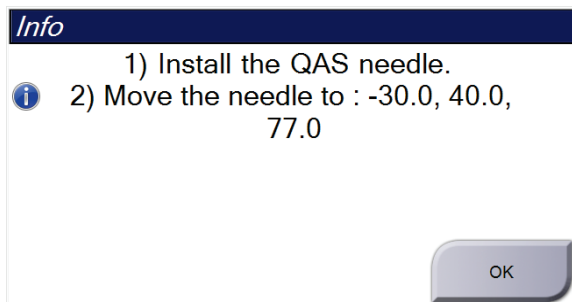 Info
1) Install the QAS needle.
2) Move the needle to : -30.0, 40.0,
77.0
OK